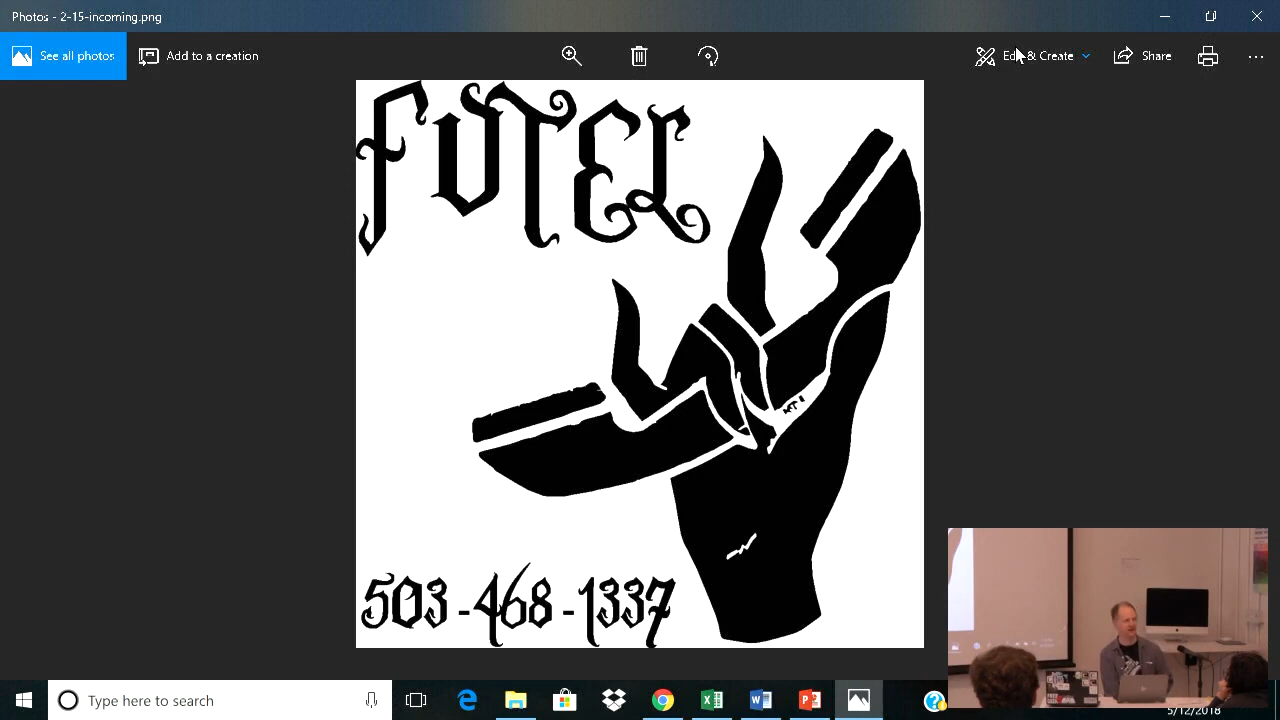 Photos - 2-15-incoming.png
See all photos
Add to a creation
Edit & Create
Share
FUTEL
503-468-1337
Type here to search
5/12/2018